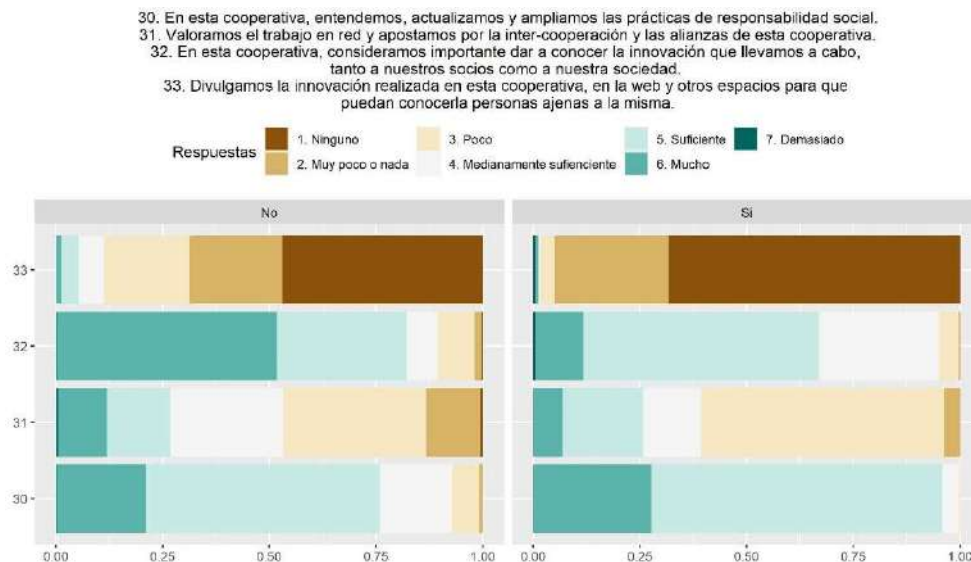 30. En esta cooperativa, entendemos, actualizamos y ampliamos las prácticas de responsabilidad social.
31. Valoramos el trabajo en red y apostamos por la inter-cooperación y las alianzas de esta cooperativa.
32. En esta cooperativa, consideramos importante dar a conocer la innovación que llevamos a cabo,
tanto a nuestros socios como a nuestra sociedad.
33. Divulgamos la innovación realizada en esta cooperativa, en la web y otros espacios para que
puedan conocerla personas ajenas a la misma.
Respuestas
1. Ninguno
3. Poco
5. Suficiente
7. Demasiado
2. Muy poco o nada
4. Medianamente sufienciente
6. Mucho
No
Si
33
32
31
30
0.00 0.25 0.50 0.75 1.00
0.00 0.25 0.50 0.75 1.00